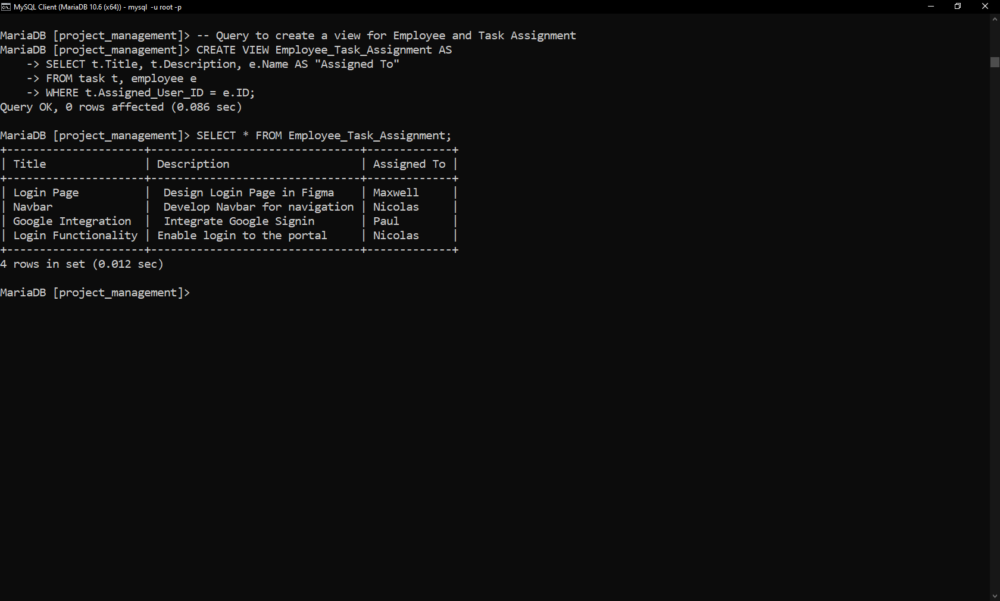 MySQL Client (MariaDB 10.6 (x64)) - mysql  -u root -p
MariaDB [project_management]> -- Query to create a view for Employee and Task Assignment
MariaDB [project_management]> CREATE VIEW Employee_Task_Assignment AS
    -> SELECT t.Title, t.Description, e.Name AS "Assigned To"
    -> FROM task t, employee e
    -> WHERE t.Assigned_User_ID = e.ID;
Query OK, 0 rows affected (0.086 sec)
MariaDB [project_management]> SELECT * FROM Employee_Task_Assignment;
+---------------------+--------------------------------+-------------+
| Title               | Description                    | Assigned To |
+---------------------+--------------------------------+-------------+
| Login Page          |  Design Login Page in Figma    | Maxwell     |
| Navbar              |  Develop Navbar for navigation | Nicolas     |
| Google Integration  |  Integrate Google Signin       | Paul        |
| Login Functionality | Enable login to the portal     | Nicolas     |
+---------------------+--------------------------------+-------------+
4 rows in set (0.012 sec)
MariaDB [project_management]>